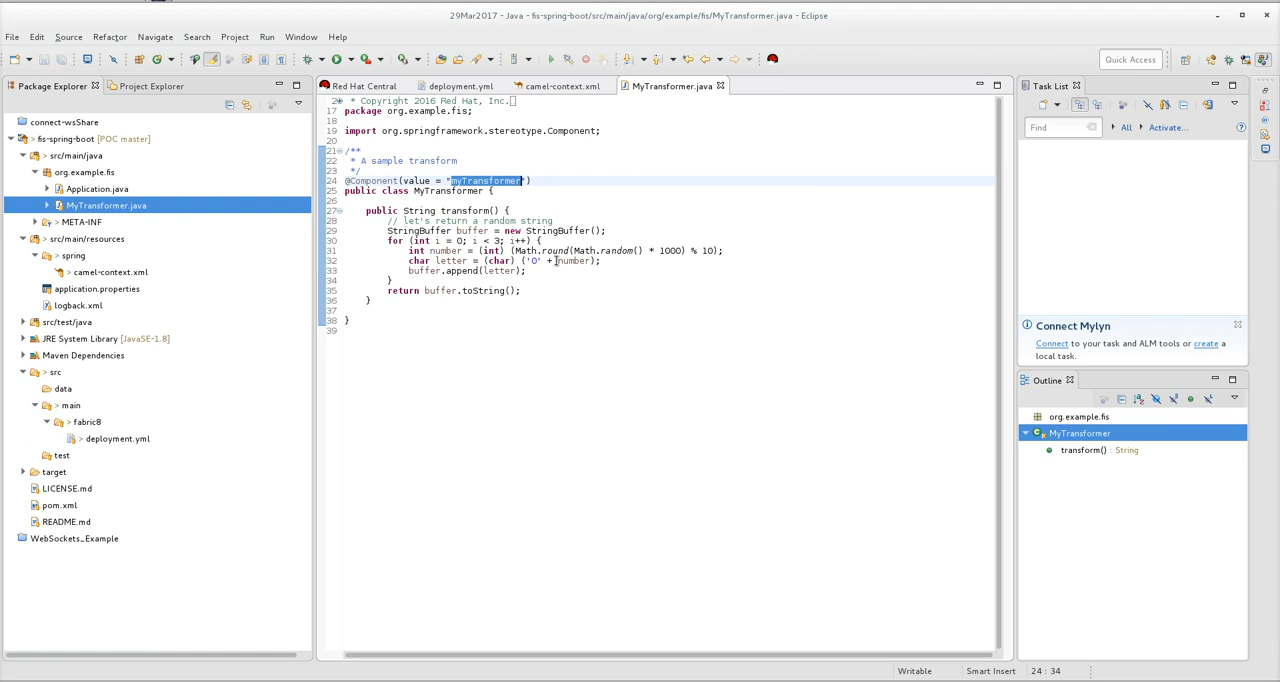 29Mar2017 - Java - fis-spring-boot/src/main/java/org/example/fis/MyTransformer.java - Eclipse
File Edit Source Refactor Navigate Search Project Run Window Help
Quick Access
Package Explorer Project Explorer
connect-wsShare
> fis-spring-boot [POC master]
> src/main/java
org.example.fis
Application.java
MyTransformer.java
META-INF
> src/main/resources
> spring
> camel-context.xml
application.properties
logback.xml
src/test/java
JRE System Library [JavaSE-1.8]
Maven Dependencies
> src
data
> main
> fabric8
> deployment.yml
test
> target
LICENSE.md
pom.xml
README.md
WebSockets_Example
Red Hat Central deployment.yml camel-context.xml MyTransformer.java
2 * Copyright 2016 Red Hat, Inc.
17 package org.example.fis;
18
19 import org.springframework.stereotype.Component;
20
21 /**
22 * A sample transform
23 */
24 @Component(value = "myTransformer")
25 public class MyTransformer {
26
27 public String transform() {
28 // let's return a random string
29 StringBuffer buffer = new StringBuffer();
30 for (int i = 0; i < 3; i++) {
31 int number = (int) (Math.round(Math.random() * 1000) % 10);
32 char letter = (char) ('0' + number);
33 buffer.append(letter);
34 }
35 return buffer.toString();
36 }
37
38 }
39
Task List
Find All Activate...
Connect Mylyn
Connect to your task and ALM tools or create a
local task.
Outline
org.example.fis
MyTransformer
transform() : String
Writable Smart Insert 24 : 34